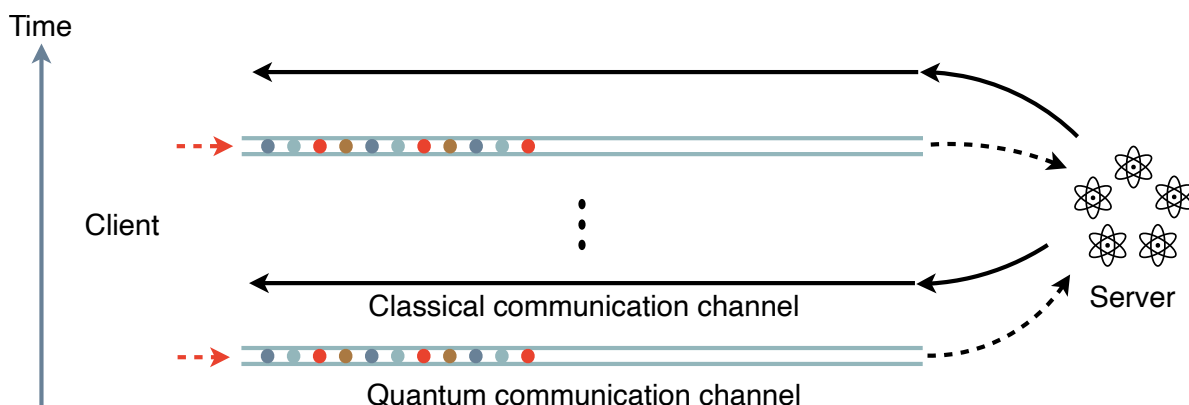 Time
Client
Classical communication channel
Server
Quantum communication channel